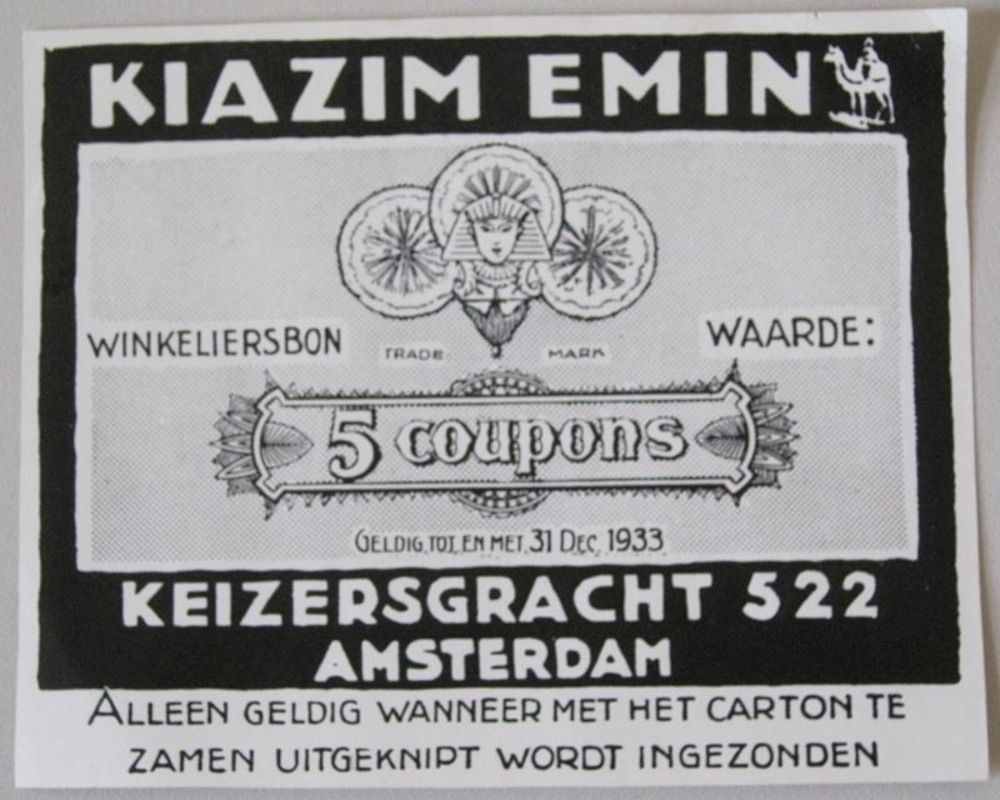 KIAZIM EMIN
WINKELIERSBON
WAARDE:
TRADE MARK
5 coupons
GELDIG TOT EN MET 31 DEC. 1933
KEIZERSGRACHT 522
AMSTERDAM
ALLEEN GELDIG WANNEER MET HET CARTON TE
ZAMEN UITGEKNIPT WORDT INGEZONDEN